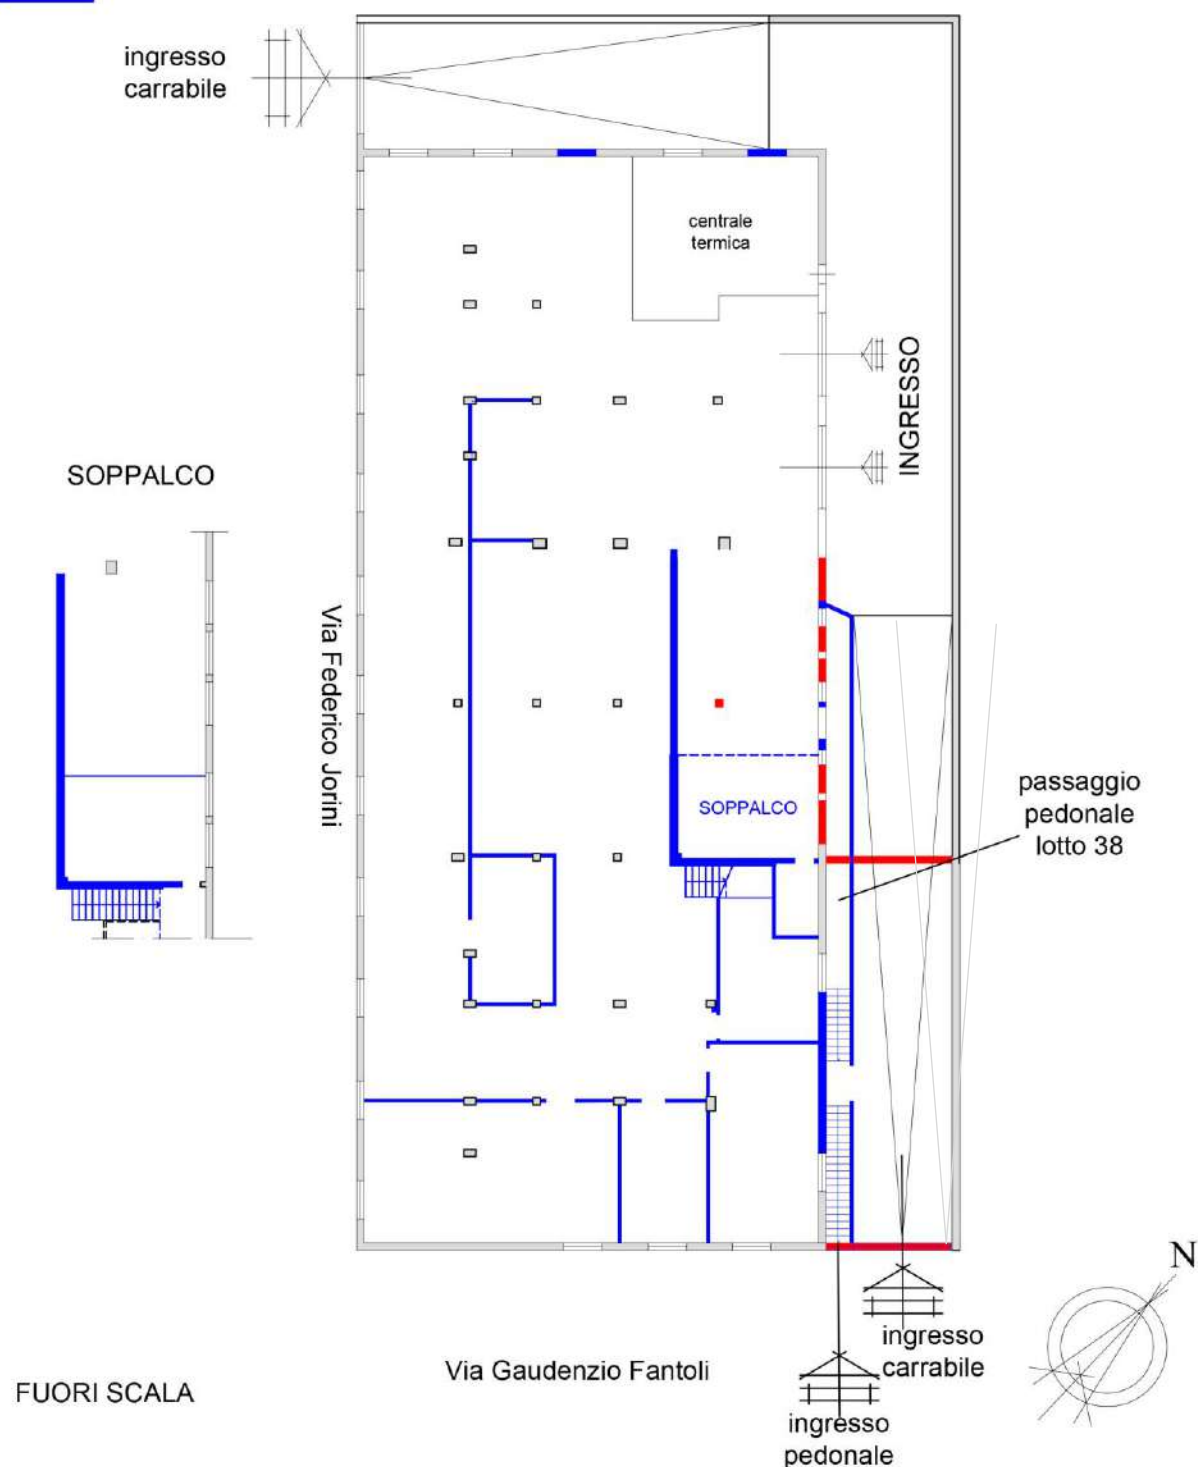 ingresso
carrabile
centrale
termica
INGRESSO
SOPPALCO
Via Federico Jorini
SOPPALCO
passaggio
pedonale
lotto 38
N
ingresso
carrabile
Via Gaudenzio Fantoli
FUORI SCALA
ingresso
pedonale